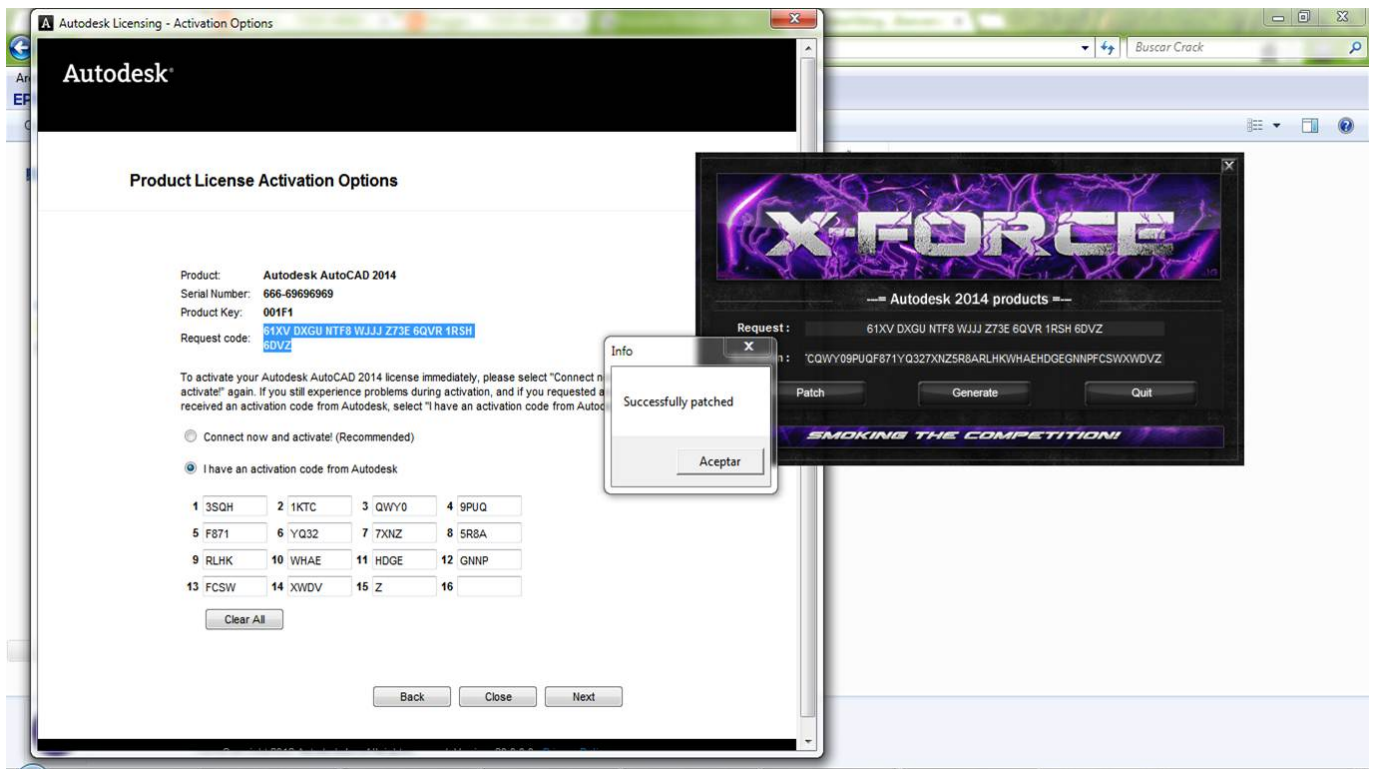 Autodesk Licensing - Activation Options
Buscar Crack
Autodesk
Product License Activation Options
Product: Autodesk AutoCAD 2014
Serial Number: 666-69696969
Product Key: 001F1
Request code: 61XV DXGU NTF8 WJJJ Z73E 6QVR 1RSH
6DVZ
To activate your Autodesk AutoCAD 2014 license immediately, please select "Connect
activate!" again. If you still experience problems during activation, and if you requested
received an activation code from Autodesk, select "I have an activation code from
Connect now and activate! (Recommended)
I have an activation code from Autodesk
1 3SQH 2 1KTC 3 QWY0 4 9PUQ
5 F871 6 YQ32 7 7XNZ 8 5R8A
9 RLHK 10 WHAE 11 HDGE 12 GNNP
13 FCSW 14 XWDV 15 Z 16
Clear All
Back Close Next
X-FORCE
---= Autodesk 2014 products =---
Request: 61XV DXGU NTF8 WJJJ Z73E 6QVR 1RSH 6DVZ
CQWY09PUQF871YQ327XNZ5R8ARLHKWHAEHDGEGNNPFCSWXWDVZ
Patch Generate Quit
SMOKING THE COMPETITION!
Info
Successfully patched
Aceptar